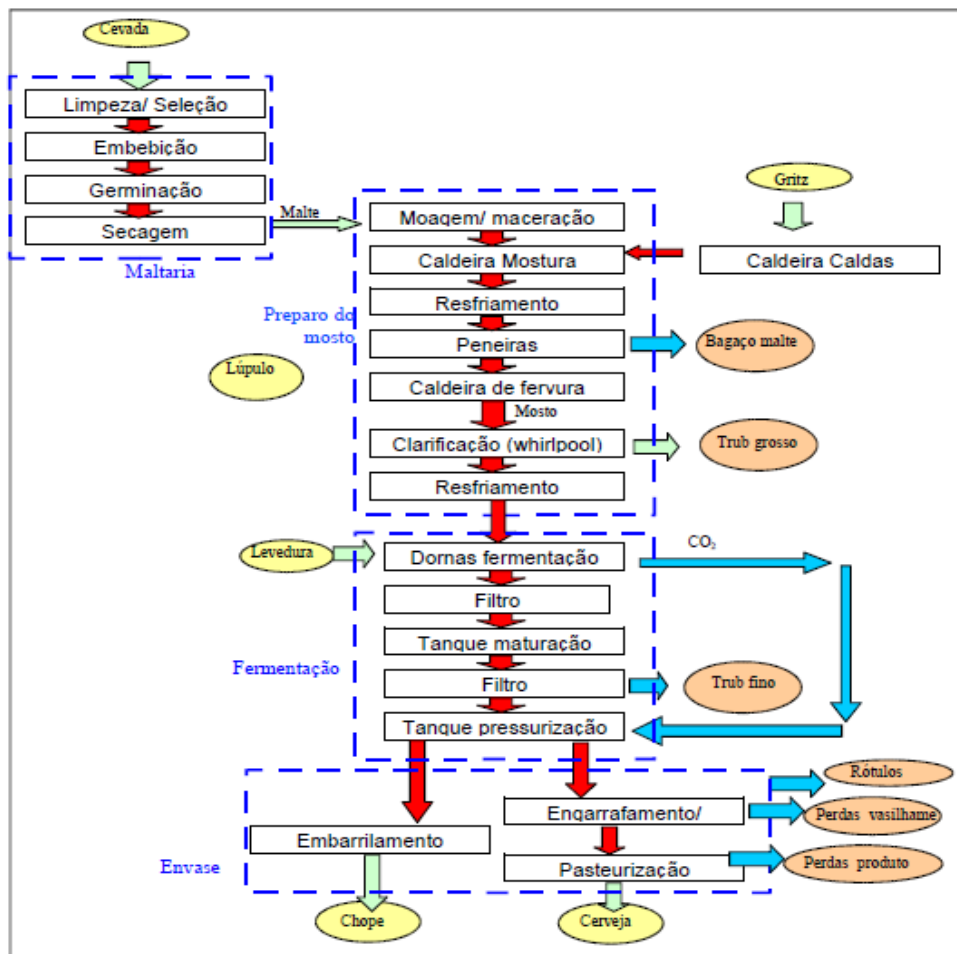 Cevada
Limpeza/ Seleção
Embebição
Germinação
Secagem
Maltaria
Malte
Gritz
Moagem/ maceração
Caldeira Mostura
Caldeira Caldas
Resfriamento
Preparo do
mosto
Peneiras
Bagaço malte
Lúpulo
Caldeira de fervura
Mosto
Clarificação (whirlpool)
Trub grosso
Resfriamento
Levedura
Dornas fermentação
CO₂
Filtro
Tanque maturação
Fermentação
Filtro
Trub fino
Tanque pressurização
Rótulos
Engarrafamento/
Perdas vasilhame
Embarrilamento
Envase
Pasteurização
Perdas produto
Chope
Cerveja